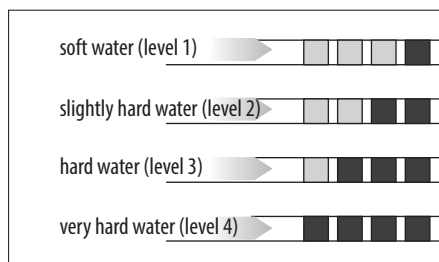 soft water (level 1)
slightly hard water (level 2)
hard water (level 3)
very hard water (level 4)